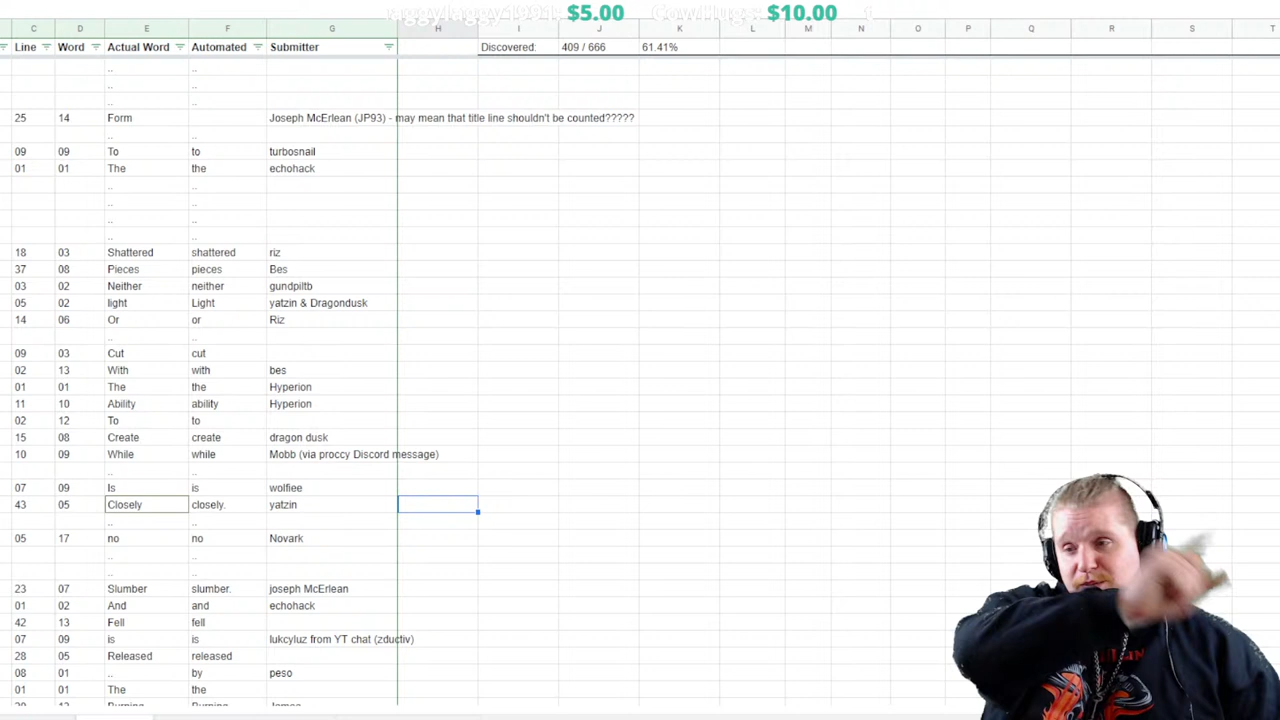 raggylaggy1991: $5.00 CowHugs: $10.00 t
C D E F G H I J K L M N O P Q R S T
Line Word Actual Word Automated Submitter Discovered: 409 / 666 61.41%
.. ..
.. ..
.. ..
25 14 Form Joseph McErlean (JP93) - may mean that title line shouldn't be counted?????
.. ..
09 09 To to turbosnail
01 01 The the echohack
.. ..
.. ..
.. ..
.. ..
18 03 Shattered shattered riz
37 08 Pieces pieces Bes
03 02 Neither neither gundpiltb
05 02 light Light yatzin & Dragondusk
14 06 Or or Riz
.. ..
09 03 Cut cut
02 13 With with bes
01 01 The the Hyperion
11 10 Ability ability Hyperion
02 12 To to
15 08 Create create dragon dusk
10 09 While while Mobb (via proccy Discord message)
.. ..
07 09 Is is wolfiee
43 05 Closely closely. yatzin
.. ..
05 17 no no Novark
.. ..
.. ..
23 07 Slumber slumber. joseph McErlean
01 02 And and echohack
42 13 Fell fell
07 09 is is lukcyluz from YT chat (zductiv)
28 05 Released released
08 01 .. by peso
01 01 The the